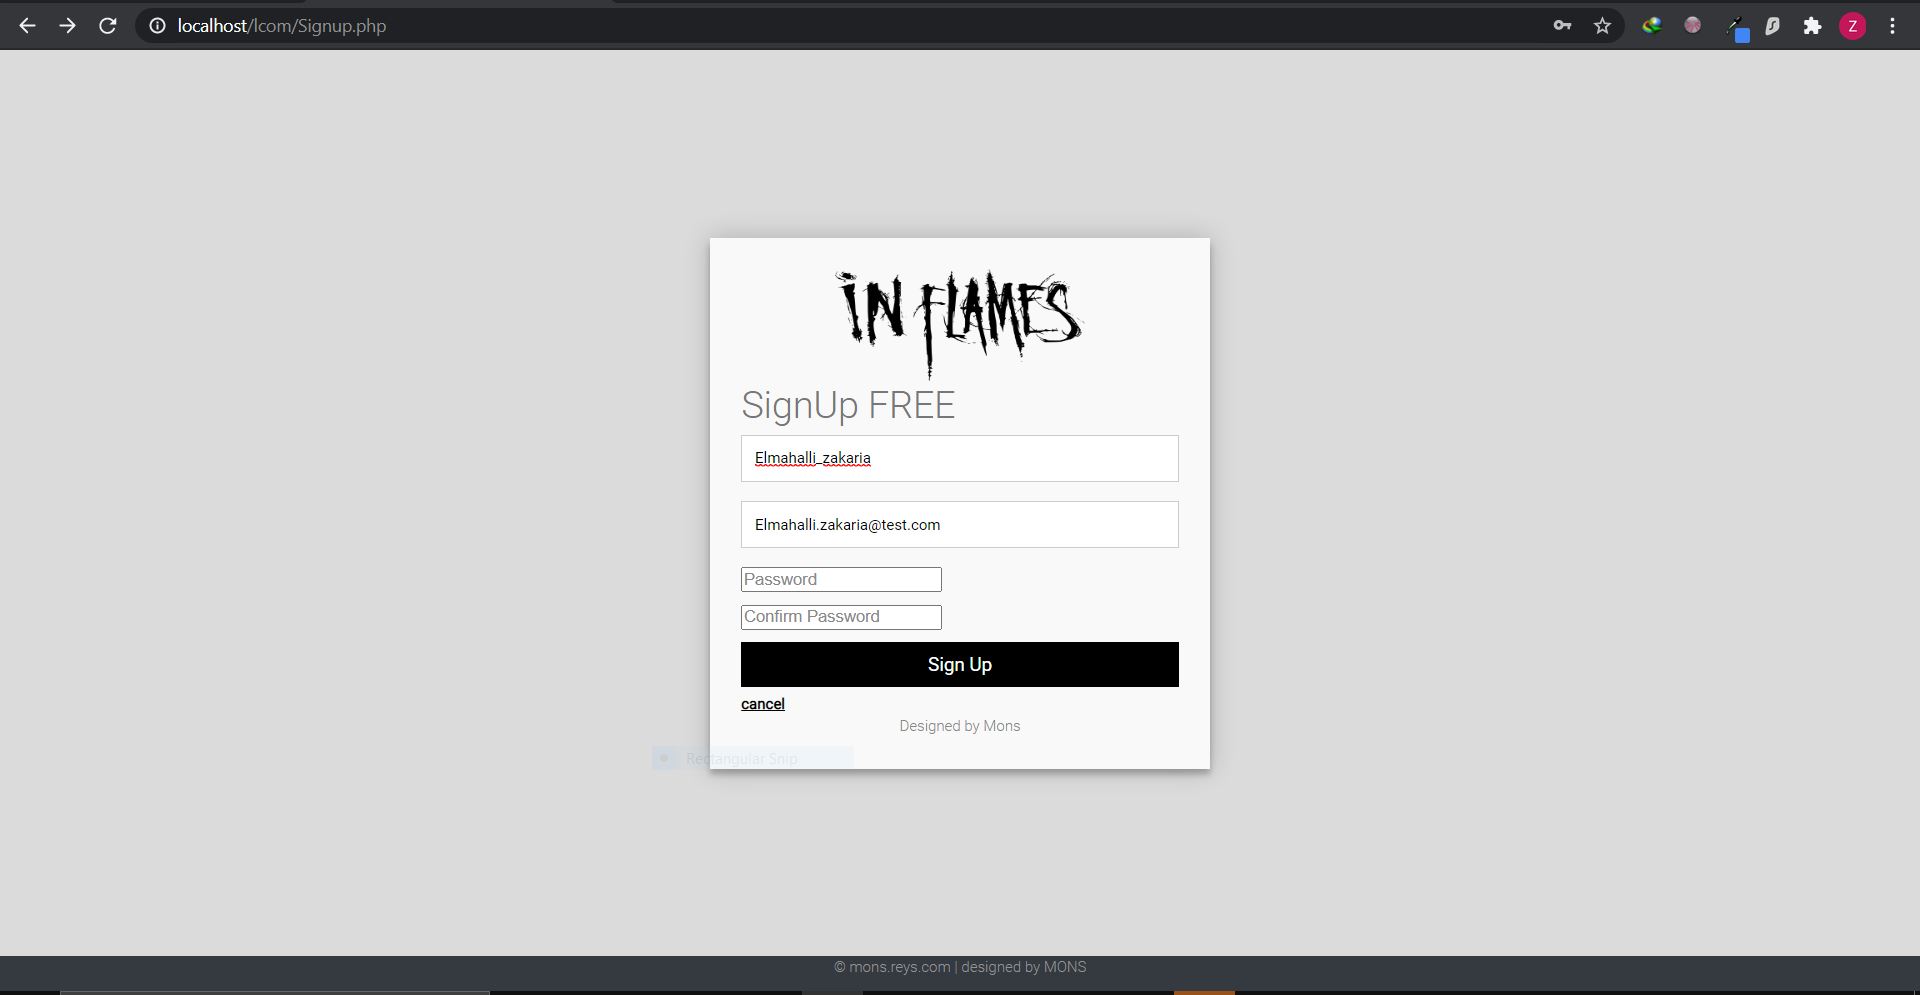 localhost/lcom/Signup.php
Z
IN FLAMES
SignUp FREE
Elmahalli_zakaria
Elmahalli.zakaria@test.com
Password
Confirm Password
Sign Up
cancel
Designed by Mons
Rectangular Snip
© mons.reys.com | designed by MONS